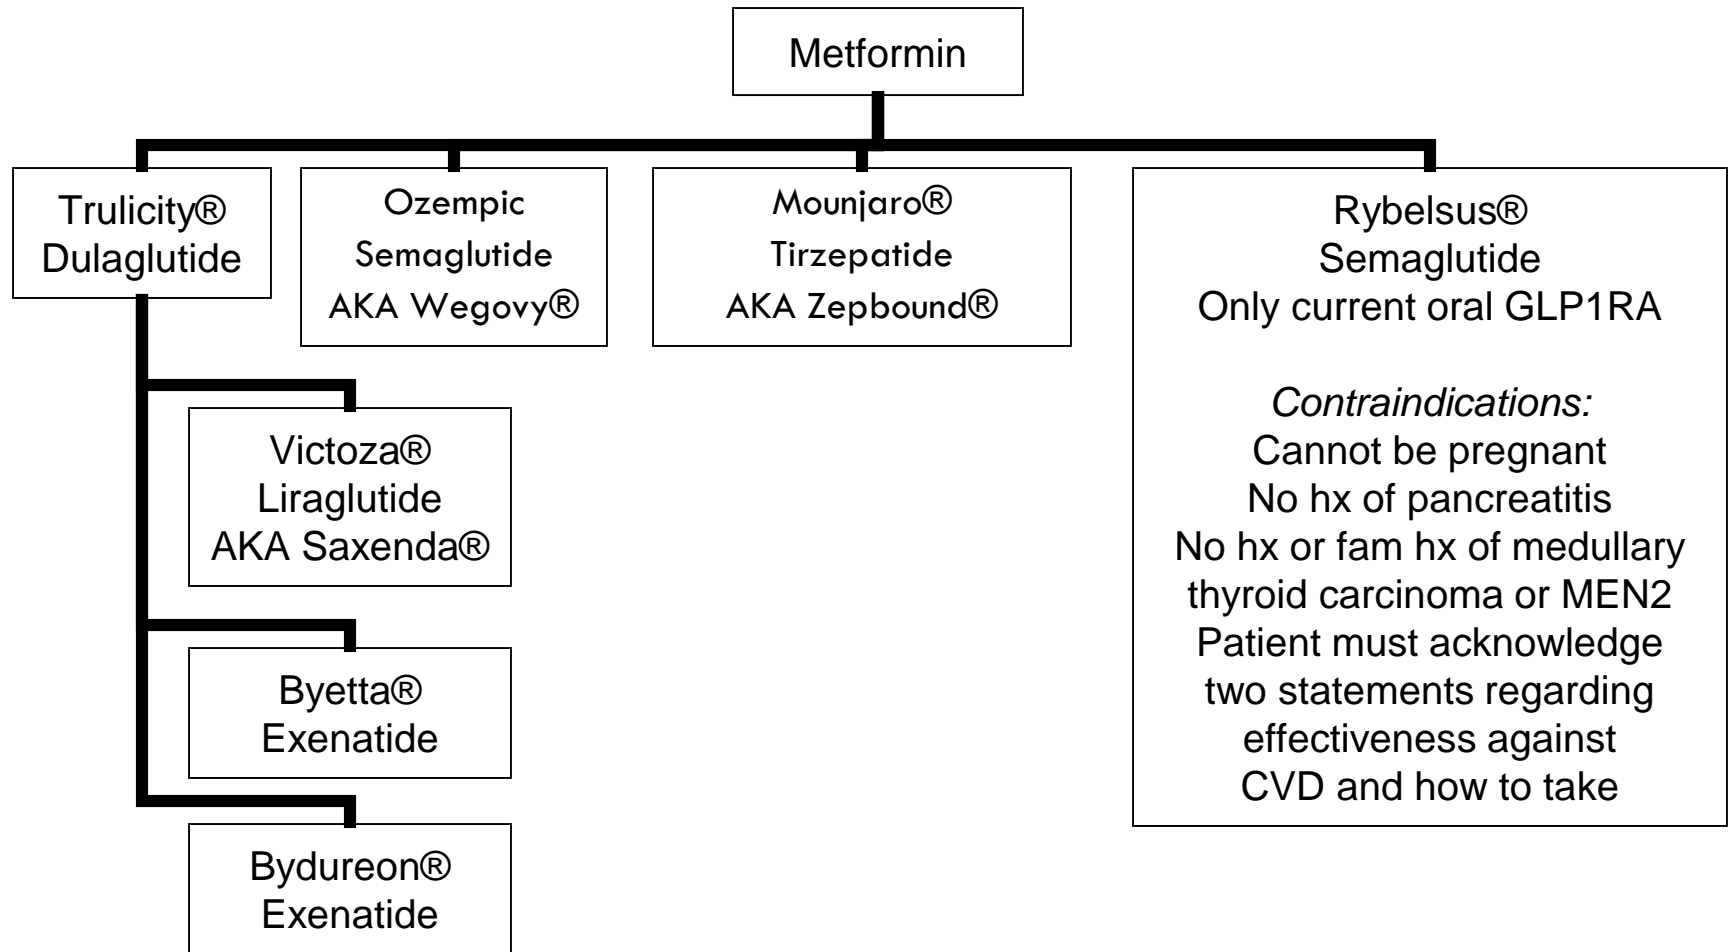 Metformin
Trulicity®
Dulaglutide
Ozempic
Semaglutide
AKA Wegovy®
Mounjaro®
Tirzepatide
AKA Zepbound®
Rybelsus®
Semaglutide
Only current oral GLP1RA
Contraindications:
Cannot be pregnant
No hx of pancreatitis
No hx or fam hx of medullary
thyroid carcinoma or MEN2
Patient must acknowledge
two statements regarding
effectiveness against
CVD and how to take
Victoza®
Liraglutide
AKA Saxenda®
Byetta®
Exenatide
Bydureon®
Exenatide